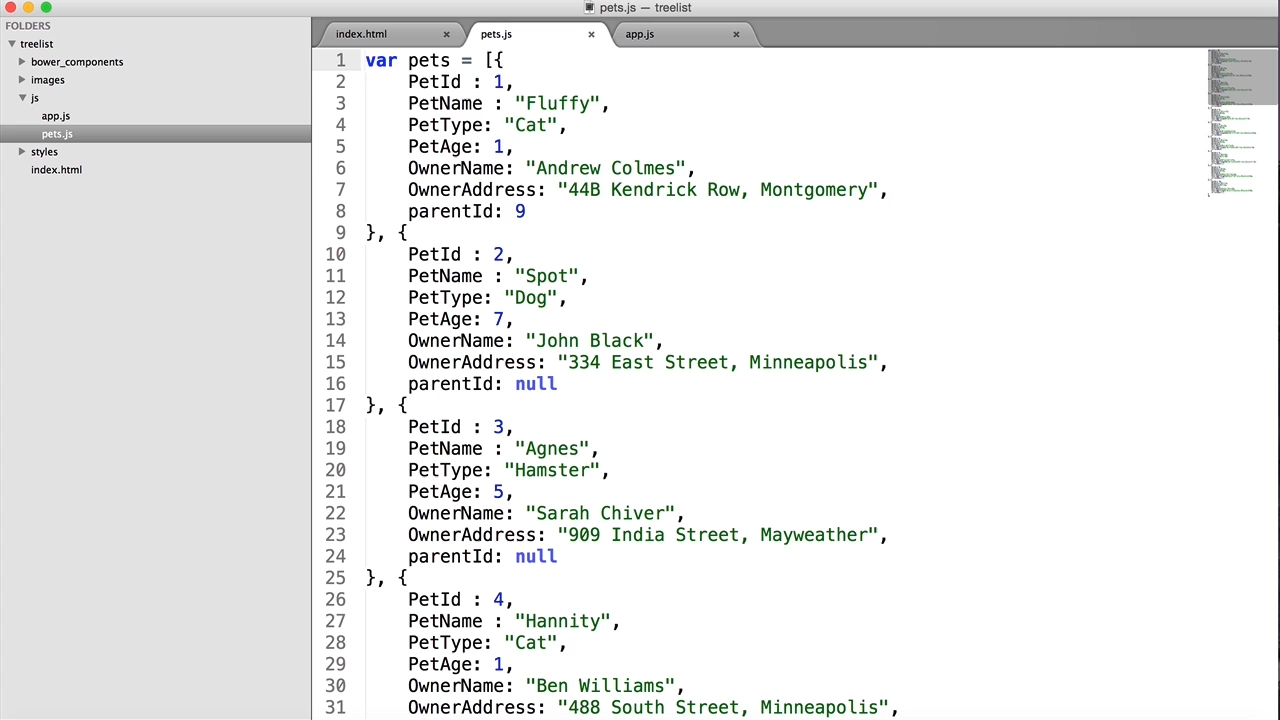 pets.js — treelist
FOLDERS
treelist
bower_components
images
js
app.js
pets.js
styles
index.html
index.html × pets.js × app.js ×
1 var pets = [{
2 PetId : 1,
3 PetName : "Fluffy",
4 PetType: "Cat",
5 PetAge: 1,
6 OwnerName: "Andrew Colmes",
7 OwnerAddress: "44B Kendrick Row, Montgomery",
8 parentId: 9
9 }, {
10 PetId : 2,
11 PetName : "Spot",
12 PetType: "Dog",
13 PetAge: 7,
14 OwnerName: "John Black",
15 OwnerAddress: "334 East Street, Minneapolis",
16 parentId: null
17 }, {
18 PetId : 3,
19 PetName : "Agnes",
20 PetType: "Hamster",
21 PetAge: 5,
22 OwnerName: "Sarah Chiver",
23 OwnerAddress: "909 India Street, Mayweather",
24 parentId: null
25 }, {
26 PetId : 4,
27 PetName : "Hannity",
28 PetType: "Cat",
29 PetAge: 1,
30 OwnerName: "Ben Williams",
31 OwnerAddress: "488 South Street, Minneapolis",